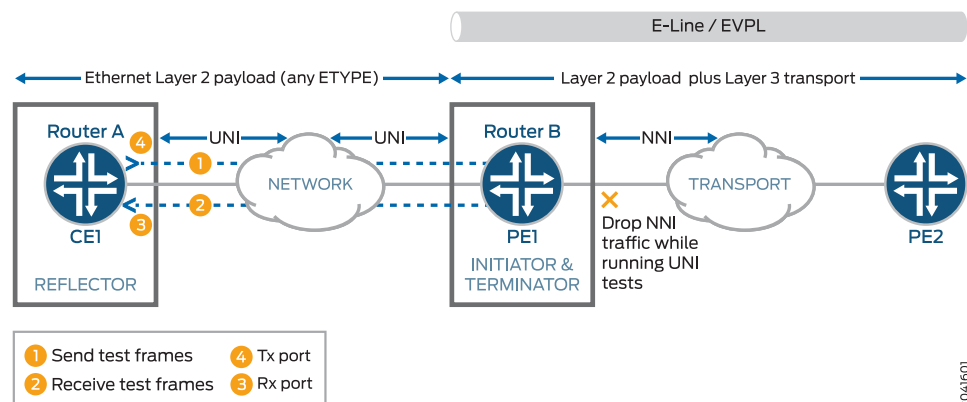 E-Line / EVPL
Ethernet Layer 2 payload (any ETYPE)
Layer 2 payload plus Layer 3 transport
Router A
4
UNI
UNI
Router B
NNI
1
NETWORK
TRANSPORT
2
3
CE1
PE1
PE2
Drop NNI
traffic while
running UNI
tests
REFLECTOR
INITIATOR &
TERMINATOR
1 Send test frames
4 Tx port
2 Receive test frames
3 Rx port
041601